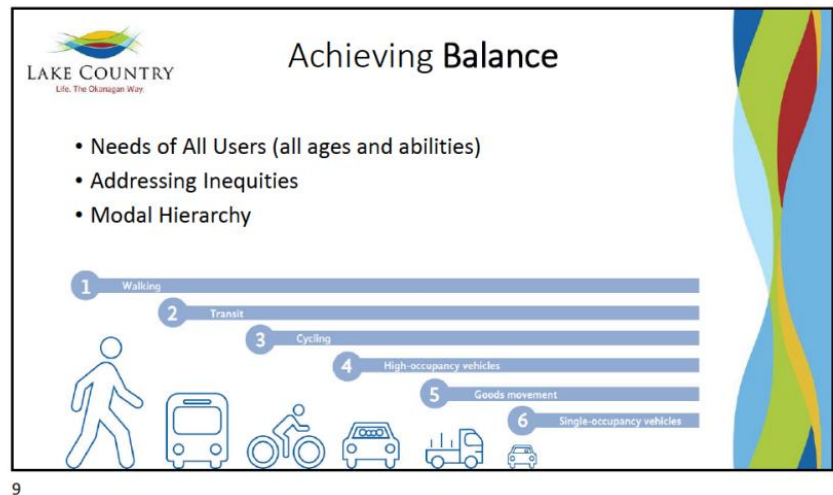 LAKE COUNTRY
Life. The Okanagan Way.
Achieving Balance
• Needs of All Users (all ages and abilities)
• Addressing Inequities
• Modal Hierarchy
1 Walking
2 Transit
3 Cycling
4 High-occupancy vehicles
5 Goods movement
6 Single-occupancy vehicles
9